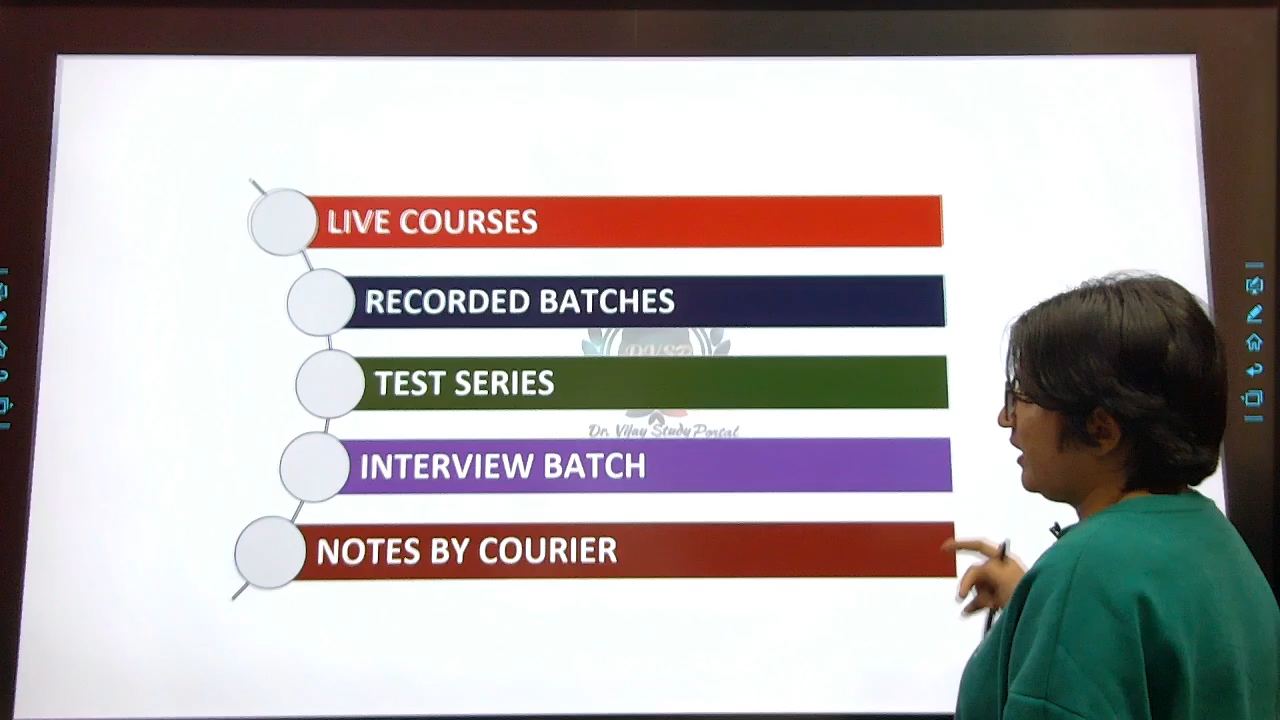 LIVE COURSES
RECORDED BATCHES
TEST SERIES
Dr. Vijay Study Portal
INTERVIEW BATCH
NOTES BY COURIER